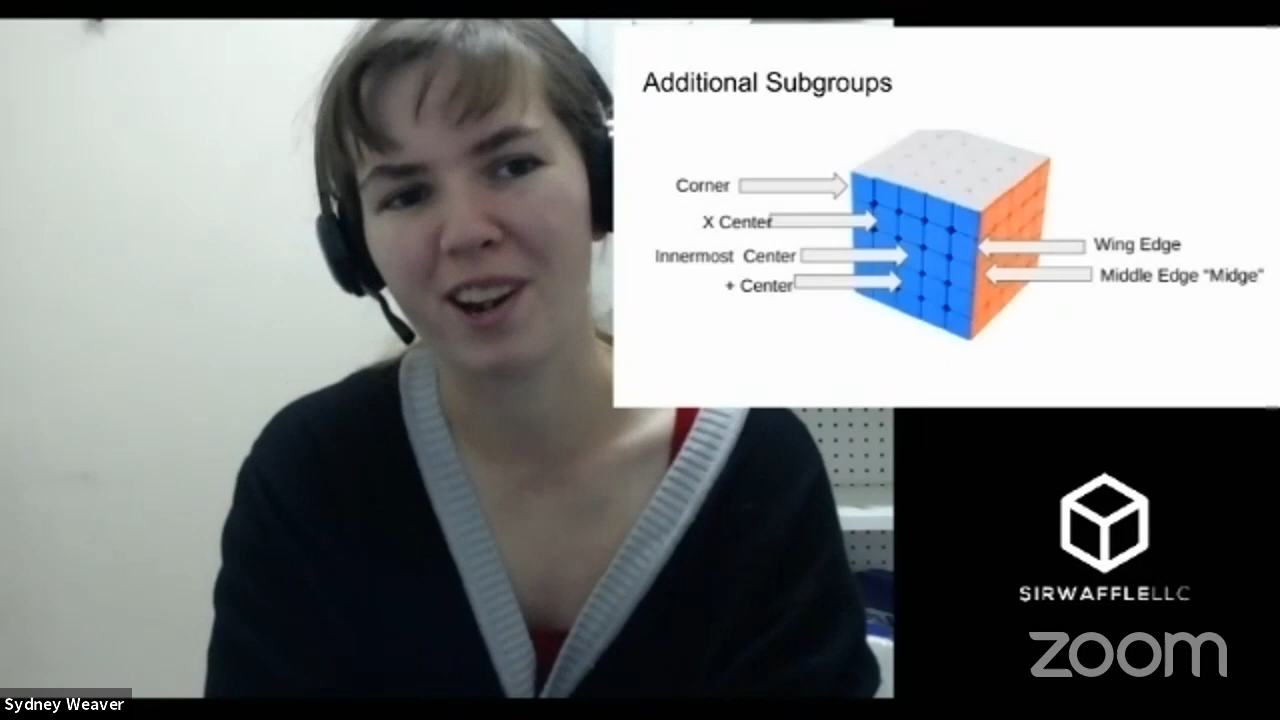 Additional Subgroups
Corner
X Center
Innermost Center
+ Center
Wing Edge
Middle Edge “Midge”
SIRWAFFLELLC
zoom
Sydney Weaver